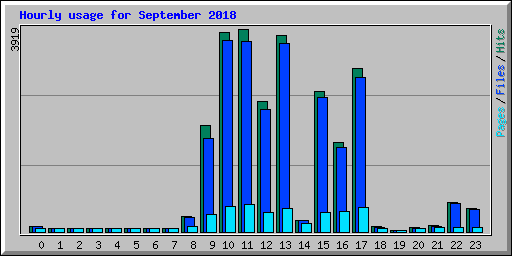 Hourly usage for September 2018
3919
Pages / Files / Hits
0 1 2 3 4 5 6 7 8 9 10 11 12 13 14 15 16 17 18 19 20 21 22 23